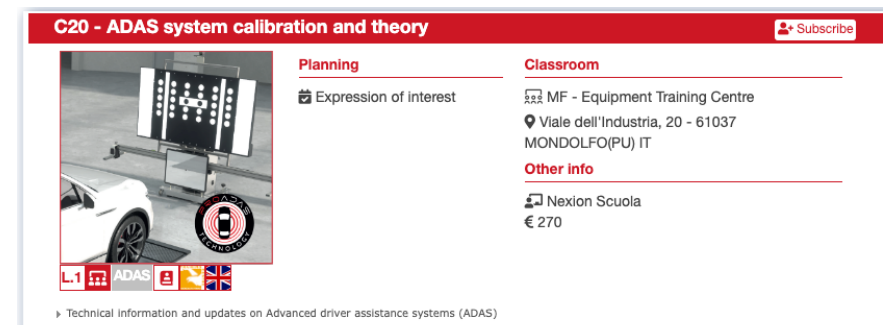 C20 - ADAS system calibration and theory
Subscribe
Planning
Expression of interest
Classroom
MF - Equipment Training Centre
Viale dell'Industria, 20 - 61037
MONDOLFO(PU) IT
Other info
Nexion Scuola
€ 270
TECHNOLOGY
L.1
ADAS
Technical information and updates on Advanced driver assistance systems (ADAS)